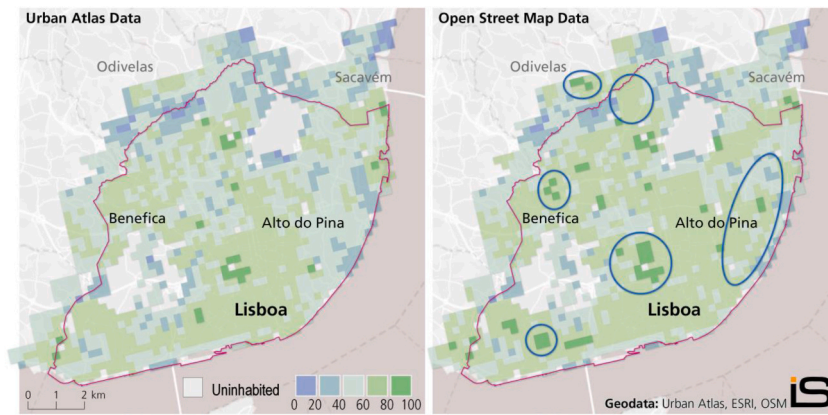 Urban Atlas Data
Odivelas
Sacavém
Benefica
Alto do Pina
Lisboa
Uninhabited
0 20 40 60 80 100
0 1 2 km
Open Street Map Data
Odivelas
Sacavém
Benefica
Alto do Pina
Lisboa
Geodata: Urban Atlas, ESRI, OSM
is